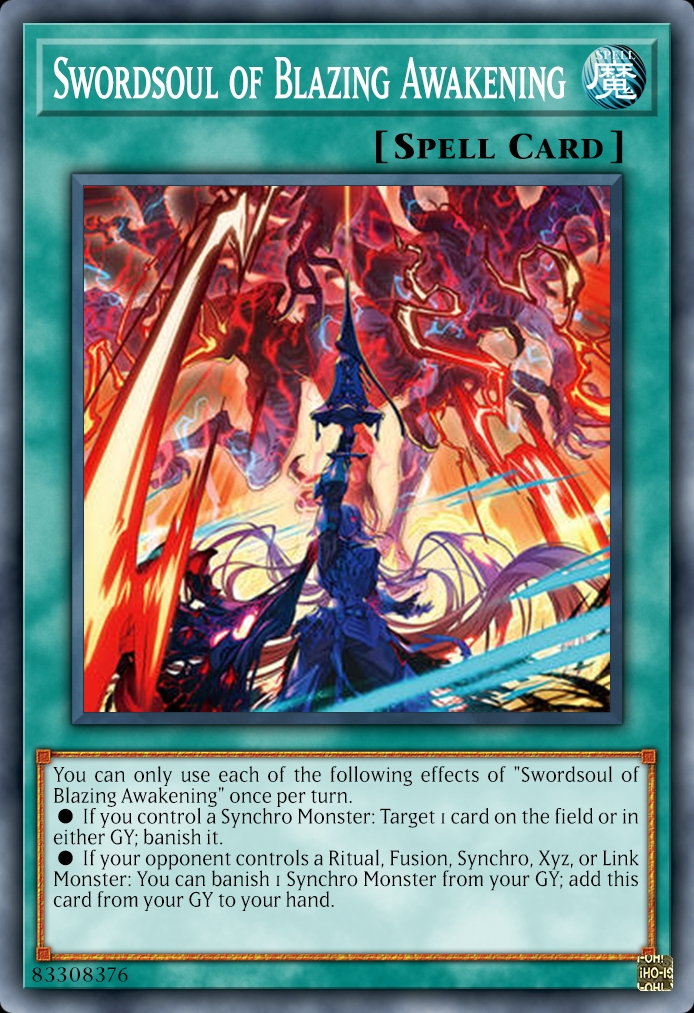 SWORDSOUL OF BLAZING AWAKENING
SPELL
魔
[SPELL CARD]
You can only use each of the following effects of "Swordsoul of
Blazing Awakening" once per turn.
● If you control a Synchro Monster: Target 1 card on the field or in
either GY; banish it.
● If your opponent controls a Ritual, Fusion, Synchro, Xyz, or Link
Monster: You can banish 1 Synchro Monster from your GY; add this
card from your GY to your hand.
83308376